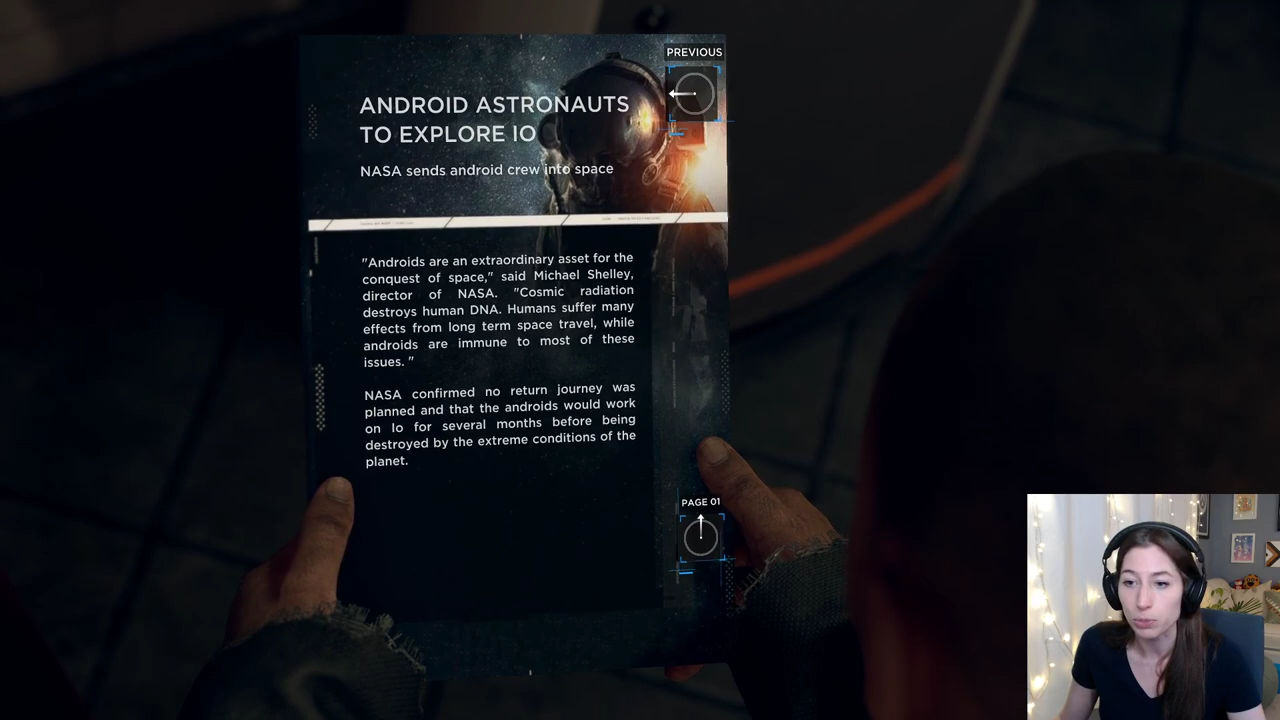 PREVIOUS
ANDROID ASTRONAUTS
TO EXPLORE IO
NASA sends android crew into space
"Androids are an extraordinary asset for the
conquest of space," said Michael Shelley,
director of NASA. "Cosmic radiation
destroys human DNA. Humans suffer many
effects from long term space travel, while
androids are immune to most of these
issues. "
NASA confirmed no return journey was
planned and that the androids would work
on Io for several months before being
destroyed by the extreme conditions of the
planet.
PAGE 01